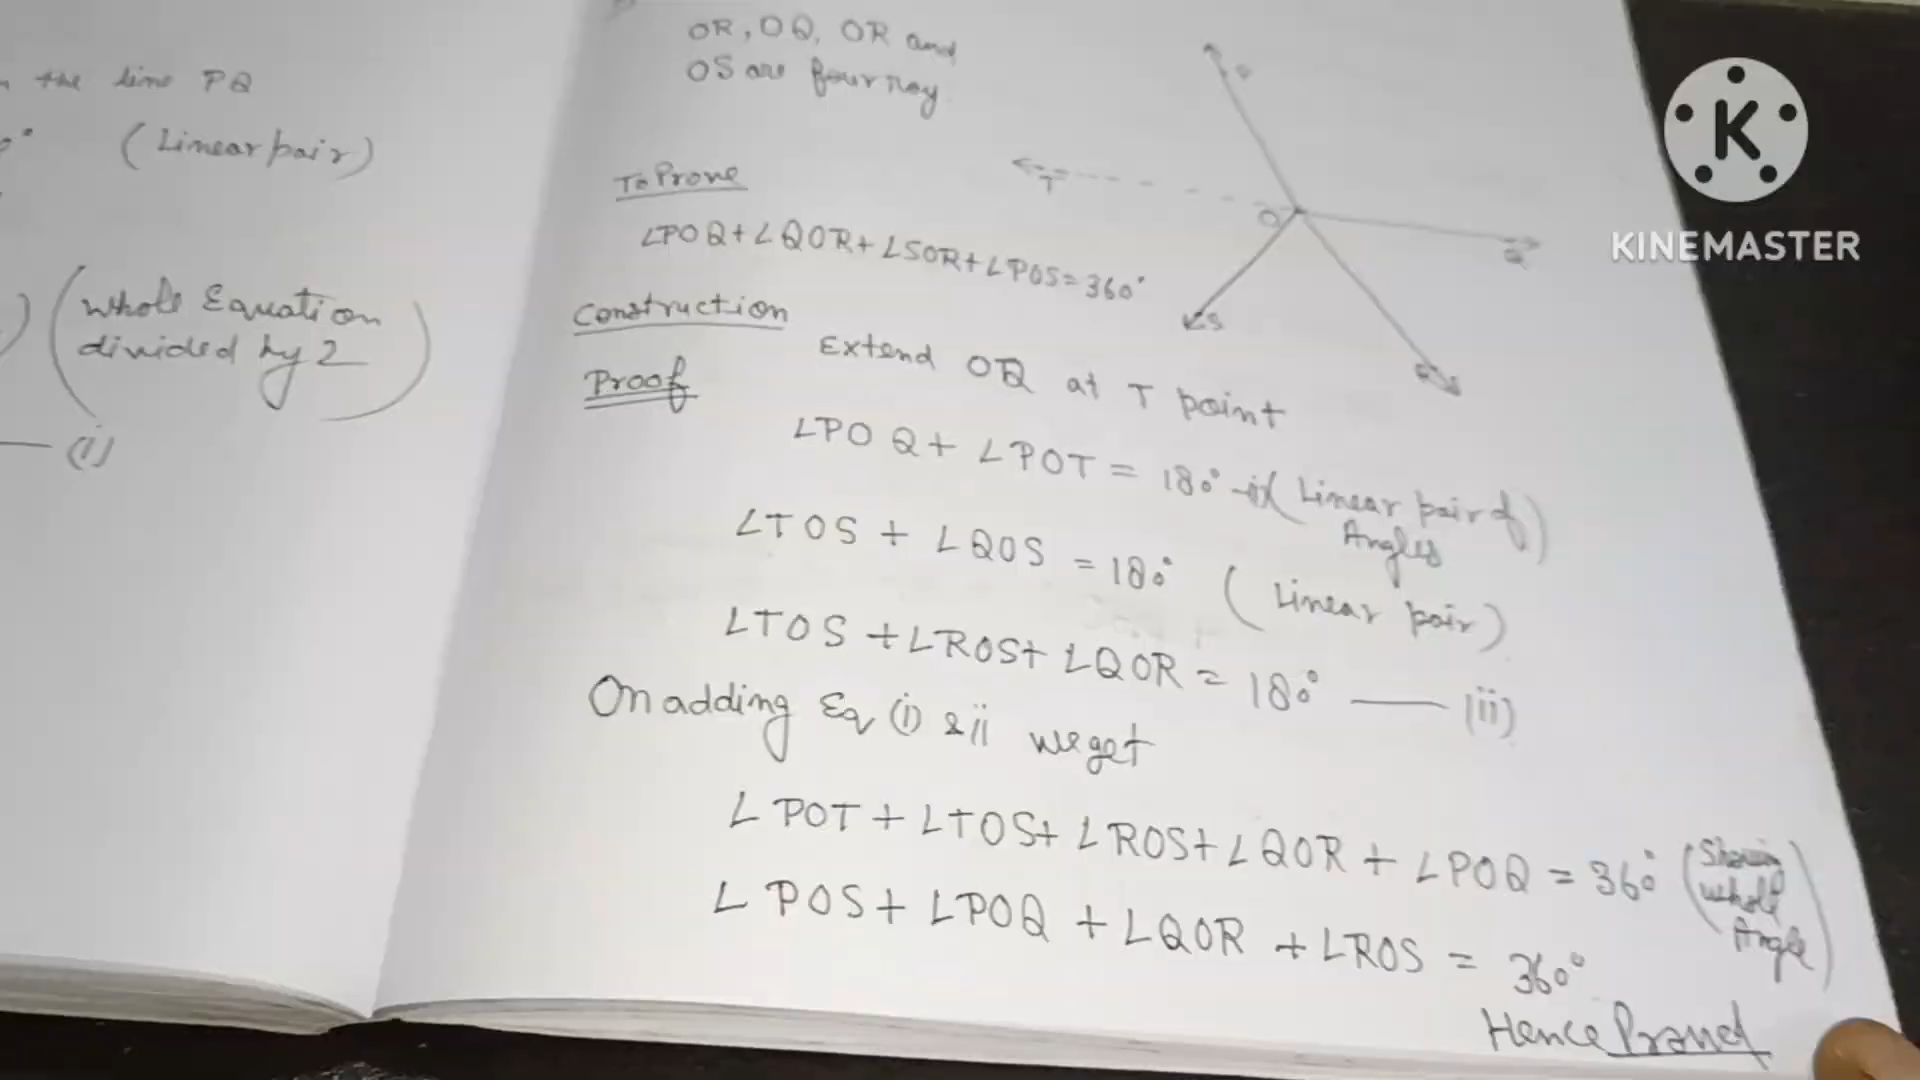 the line PQ
(Linear pair)
(whole Equation
divided by 2
(i)
OR, OQ, OR and
OS are four ray
To Prove
∠POQ+∠QOR+∠SOR+∠POS=360°
Construction
Extend OQ at T point
Proof
∠POQ + ∠POT = 180° -i (Linear pair of
Angles)
∠TOS + ∠QOS = 180° (Linear pair)
∠TOS +∠ROS+ ∠QOR = 180° — (ii)
On adding Eq (i) & ii we get
∠POT + ∠TOS+ ∠ROS+∠QOR + ∠POQ = 360°
whole
Angle
∠POS+ ∠POQ + ∠QOR +∠ROS = 360°
Hence Proved
T
O
Q
S
KINEMASTER